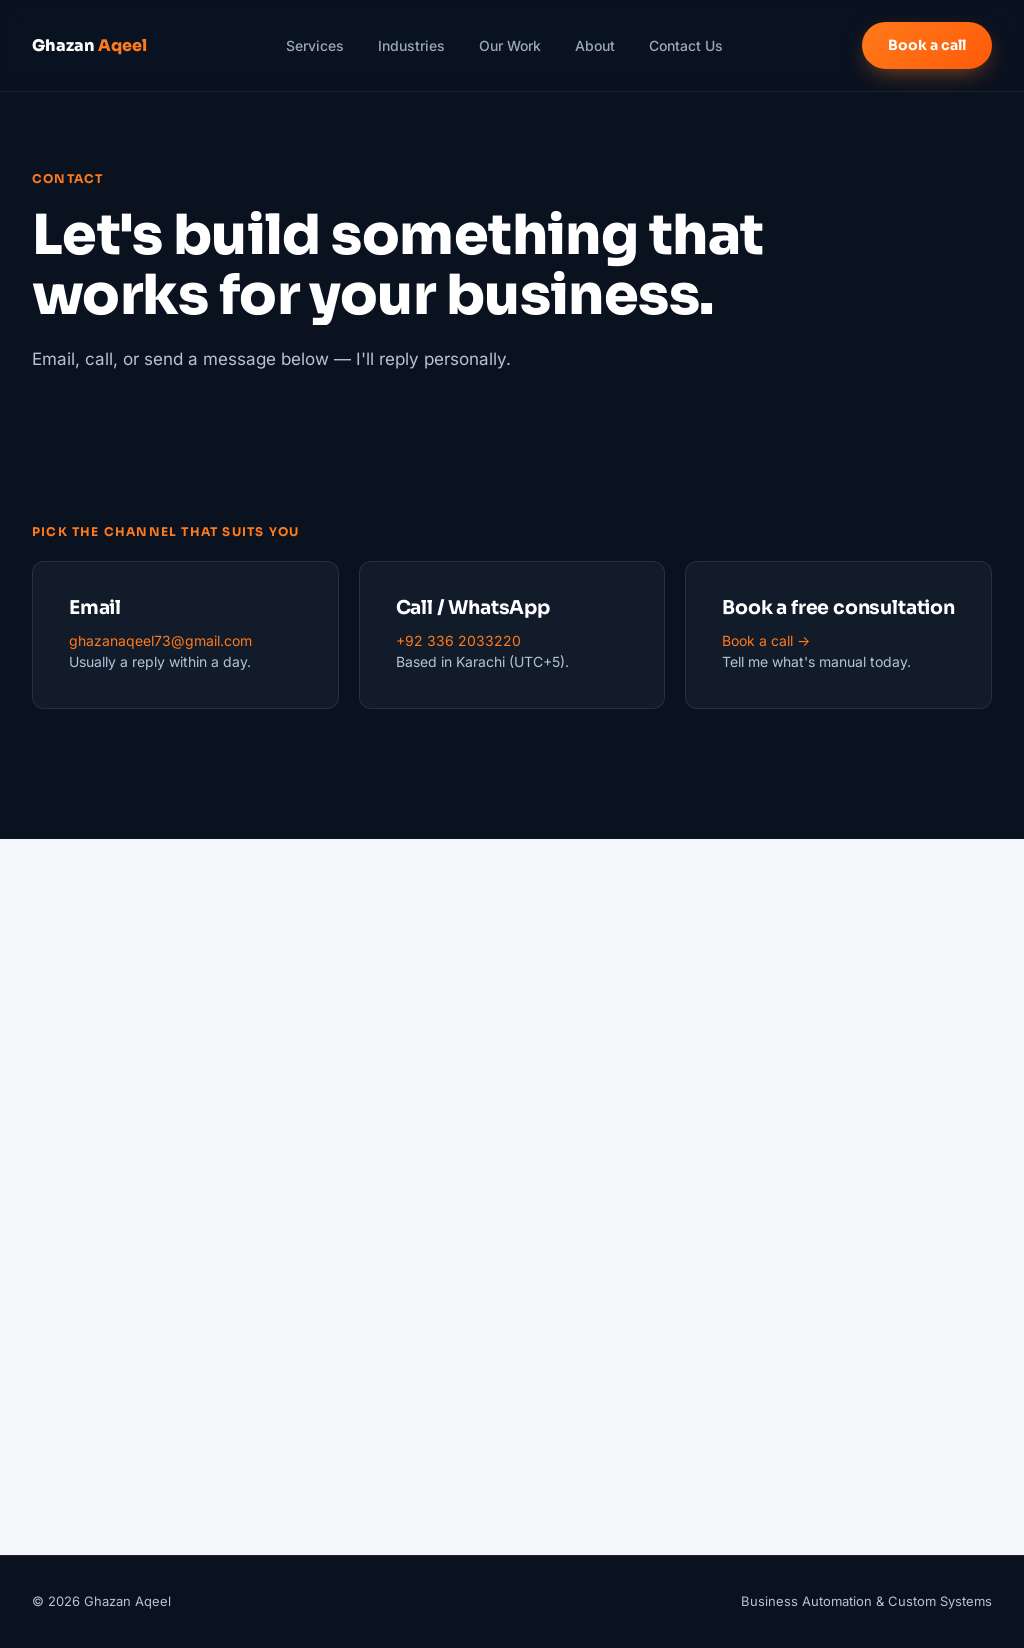 Ghazan Aqeel
Services
Industries
Our Work
About
Contact Us
Book a call
CONTACT
Let's build something that
works for your business.
Email, call, or send a message below — I'll reply personally.
PICK THE CHANNEL THAT SUITS YOU
Email
ghazanaqeel73@gmail.com
Usually a reply within a day.
Call / WhatsApp
+92 336 2033220
Based in Karachi (UTC+5).
Book a free consultation
Book a call →
Tell me what's manual today.
© 2026 Ghazan Aqeel
Business Automation & Custom Systems